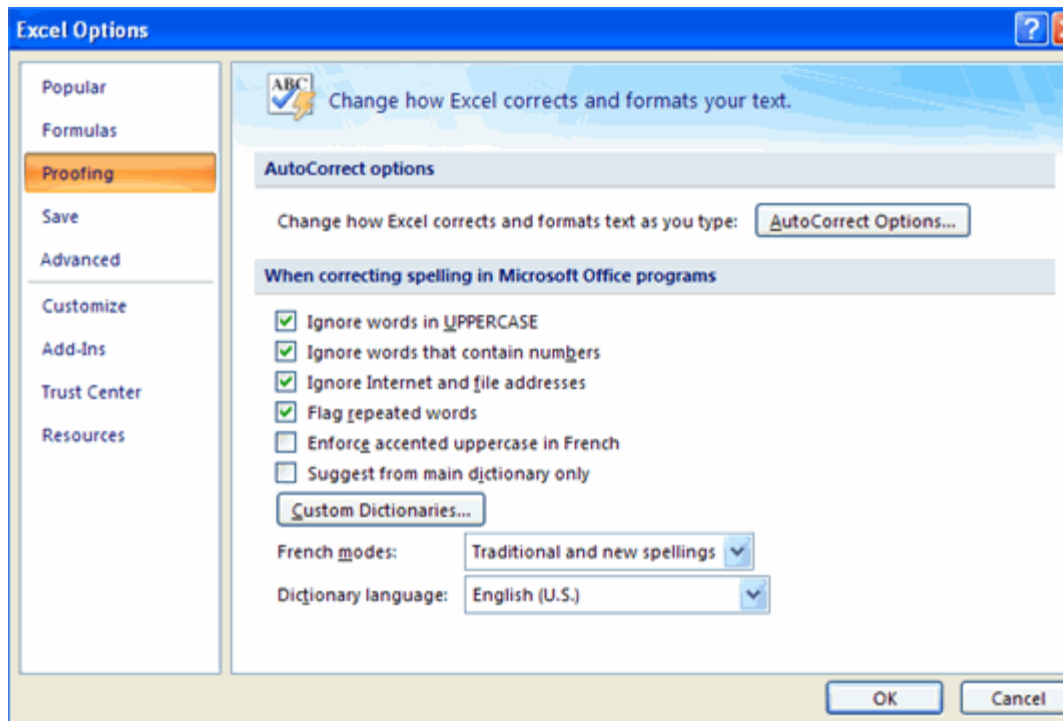 Excel Options
?
Popular
Formulas
Proofing
Save
Advanced
Customize
Add-Ins
Trust Center
Resources
ABC
Change how Excel corrects and formats your text.
AutoCorrect options
Change how Excel corrects and formats text as you type: AutoCorrect Options...
When correcting spelling in Microsoft Office programs
Ignore words in UPPERCASE
Ignore words that contain numbers
Ignore Internet and file addresses
Flag repeated words
Enforce accented uppercase in French
Suggest from main dictionary only
Custom Dictionaries...
French modes: Traditional and new spellings
Dictionary language: English (U.S.)
OK Cancel